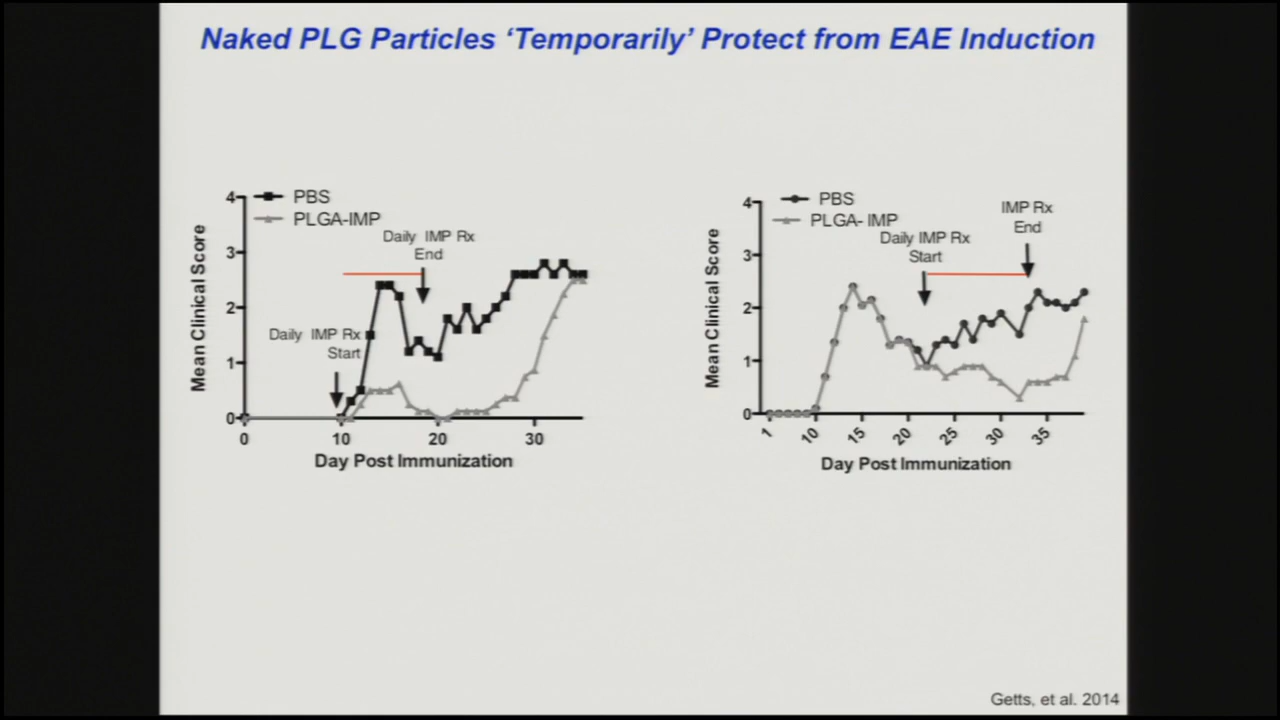 Naked PLG Particles ‘Temporarily’ Protect from EAE Induction
4
3
2
1
0
Mean Clinical Score
PBS
PLGA-IMP
Daily IMP Rx
End
Daily IMP Rx
Start
0
10
20
30
Day Post Immunization
4
3
2
1
0
Mean Clinical Score
PBS
PLGA- IMP
Daily IMP Rx
Start
IMP Rx
End
1
10
15
20
25
30
35
Day Post Immunization
Getts, et al. 2014